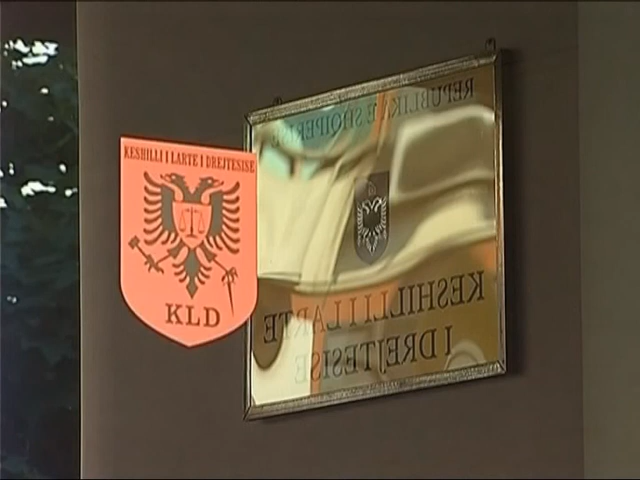 KESHILLI I LARTE I DREJTESISE
KLD
REPUBLIKA E SHQIPERISE
KESHILLI I LARTE
I DREJTESISE